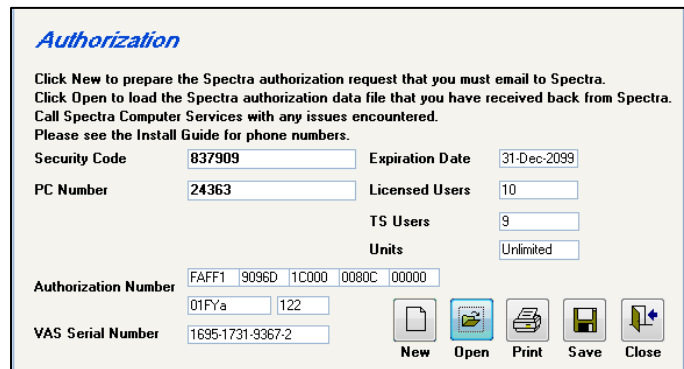 Authorization
Click New to prepare the Spectra authorization request that you must email to Spectra.
Click Open to load the Spectra authorization data file that you have received back from Spectra.
Call Spectra Computer Services with any issues encountered.
Please see the Install Guide for phone numbers.
Security Code 837909 Expiration Date 31-Dec-2099
PC Number 24363 Licensed Users 10
TS Users 9
Units Unlimited
Authorization Number FAFF1 9096D 1C000 0080C 00000
01FYa 122
VAS Serial Number 1695-1731-9367-2
New Open Print Save Close